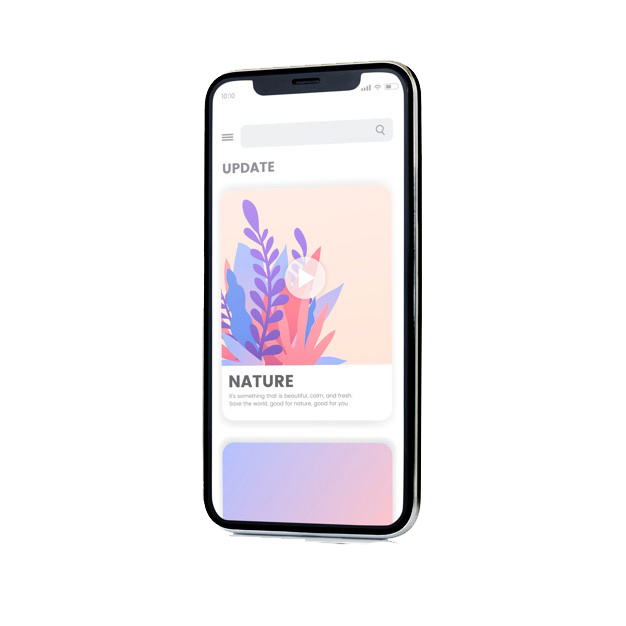 10:10
UPDATE
NATURE
It's something that is beautiful, calm, and fresh.
Save the world, good for nature, good for you.